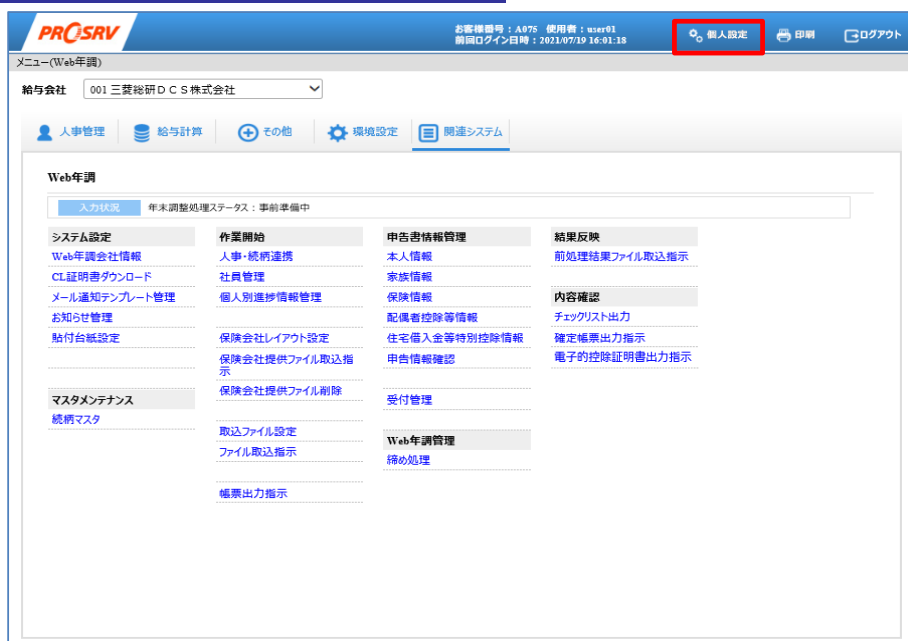 PROSRV
お客様番号：A075 使用者：user01
前回ログイン日時：2021/07/19 16:01:18
個人設定
印刷
ログアウト
メニュー(Web年調)
給与会社 001 三菱総研ＤＣＳ株式会社
人事管理 給与計算 その他 環境設定 関連システム
Web年調
入力状況 年末調整処理ステータス：事前準備中
システム設定
Web年調会社情報
CL証明書ダウンロード
メール通知テンプレート管理
お知らせ管理
貼付台紙設定
マスタメンテナンス
続柄マスタ
作業開始
人事・続柄連携
社員管理
個人別進捗情報管理
保険会社レイアウト設定
保険会社提供ファイル取込指
示
保険会社提供ファイル削除
取込ファイル設定
ファイル取込指示
帳票出力指示
申告書情報管理
本人情報
家族情報
保険情報
配偶者控除等情報
住宅借入金等特別控除情報
申告情報確認
受付管理
Web年調管理
締め処理
結果反映
前処理結果ファイル取込指示
内容確認
チェックリスト出力
確定帳票出力指示
電子的控除証明書出力指示